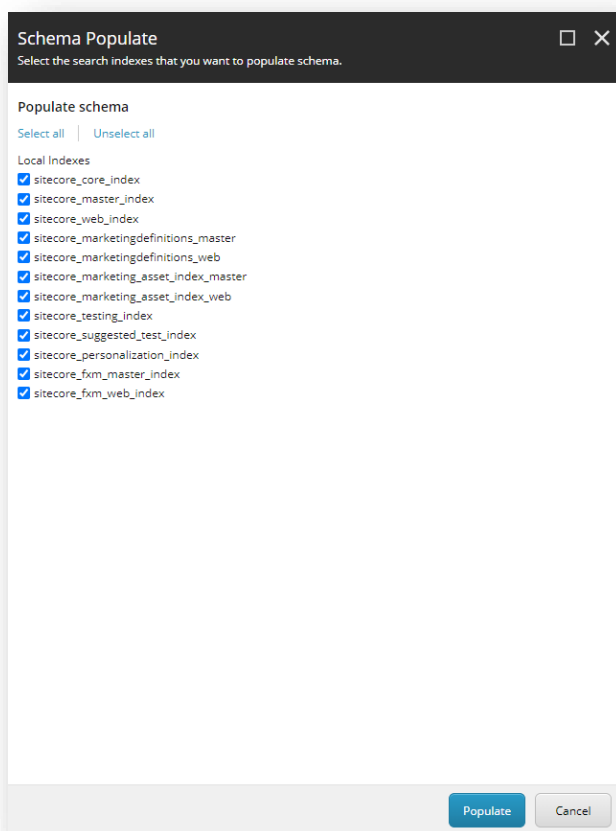 Schema Populate
Select the search indexes that you want to populate schema.
Populate schema
Select all
Unselect all
Local Indexes
sitecore_core_index
sitecore_master_index
sitecore_web_index
sitecore_marketingdefinitions_master
sitecore_marketingdefinitions_web
sitecore_marketing_asset_index_master
sitecore_marketing_asset_index_web
sitecore_testing_index
sitecore_suggested_test_index
sitecore_personalization_index
sitecore_fxm_master_index
sitecore_fxm_web_index
Populate
Cancel